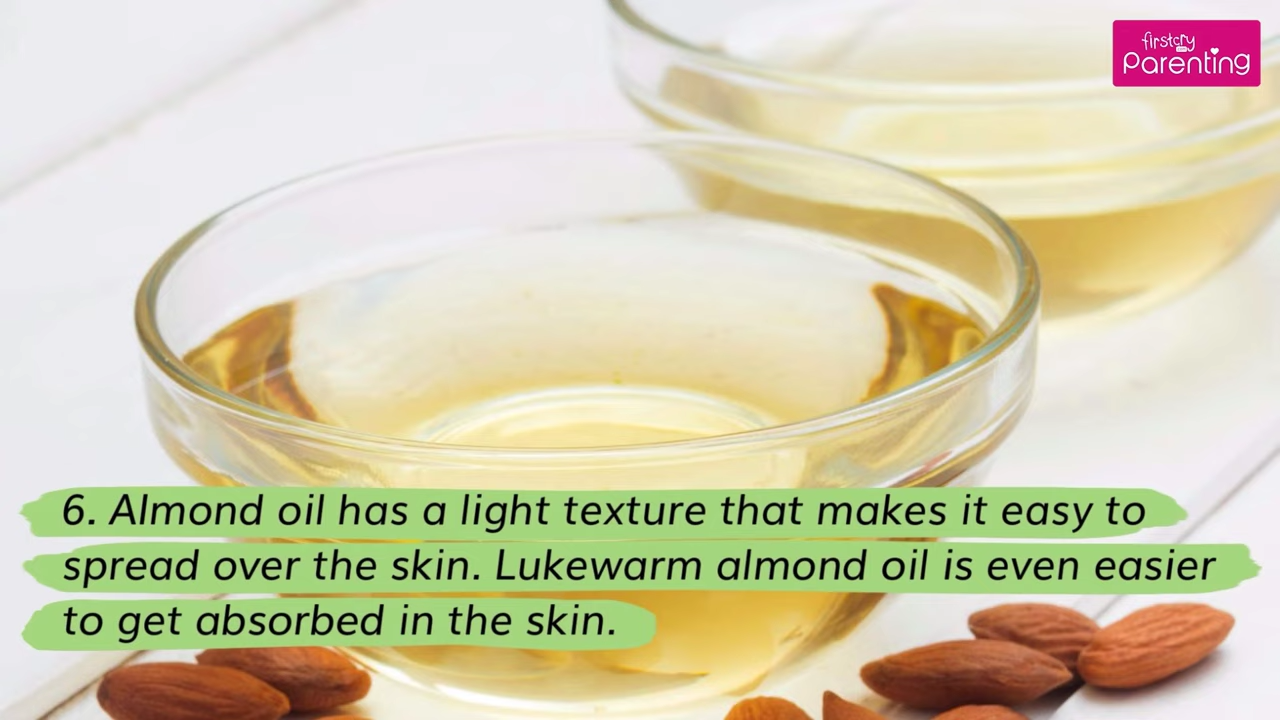 firstcry
.com
Parenting
6. Almond oil has a light texture that makes it easy to
spread over the skin. Lukewarm almond oil is even easier
to get absorbed in the skin.